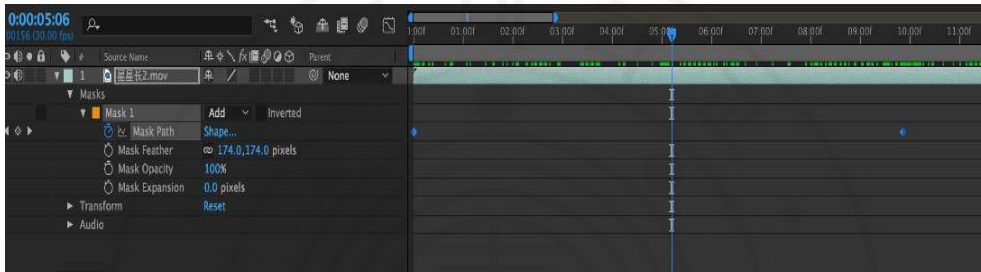 0:00:05:06
00156 (30.00 fps)
1:00f 01:00f 02:00f 03:00f 04:00f 05:00f 06:00f 07:00f 08:00f 09:00f 10:00f 11:00f
# Source Name fx Parent
1 星星长2.mov None
Masks
Mask 1 Add Inverted
Mask Path Shape...
Mask Feather 174.0,174.0 pixels
Mask Opacity 100%
Mask Expansion 0.0 pixels
Transform Reset
Audio